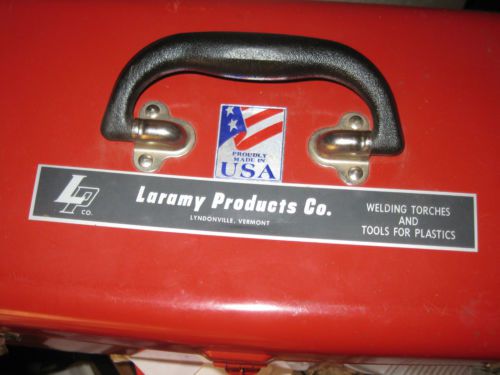 PROUDLY
MADE IN
USA
LP
CO.
Laramy Products Co.
LYNDONVILLE, VERMONT
WELDING TORCHES
AND
TOOLS FOR PLASTICS